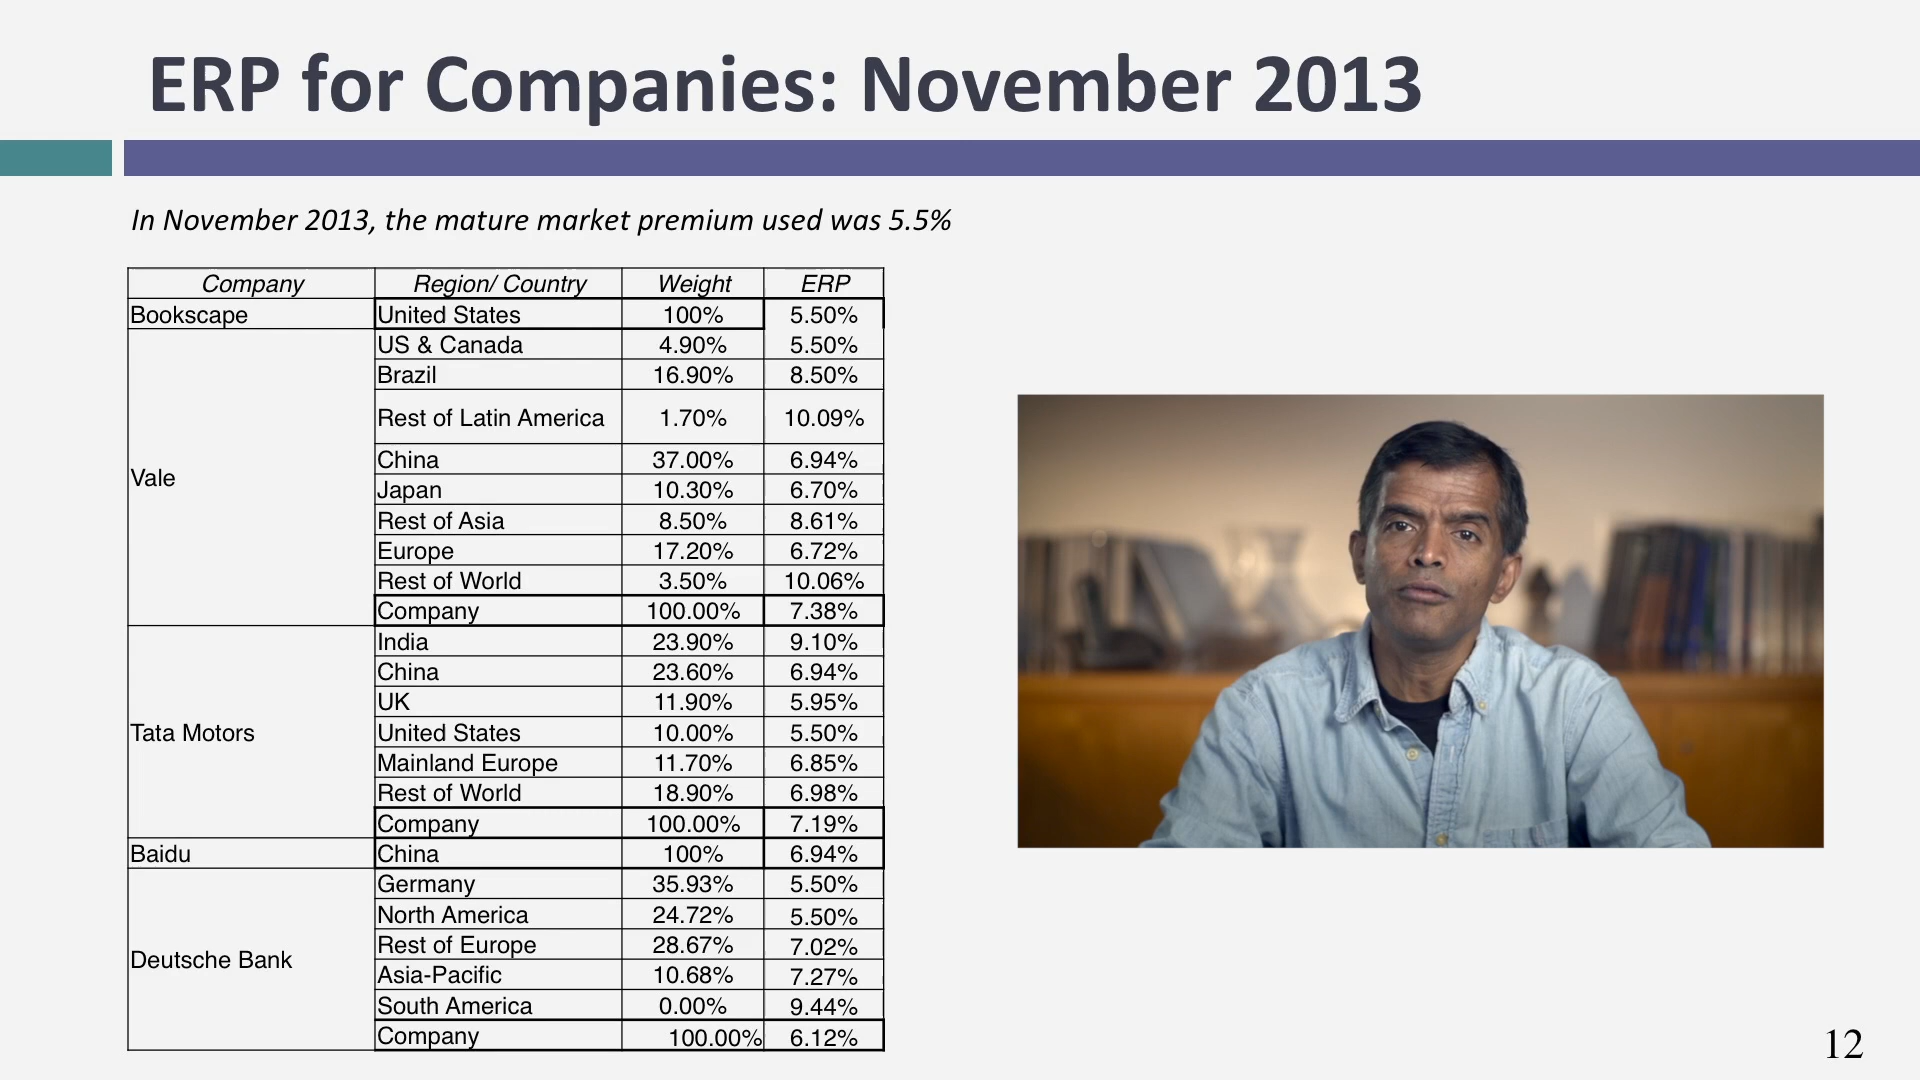 ERP for Companies: November 2013
In November 2013, the mature market premium used was 5.5%
Company Region/ Country Weight ERP
Bookscape United States 100% 5.50%
US & Canada 4.90% 5.50%
Brazil 16.90% 8.50%
Rest of Latin America 1.70% 10.09%
China 37.00% 6.94%
Vale
Japan 10.30% 6.70%
Rest of Asia 8.50% 8.61%
Europe 17.20% 6.72%
Rest of World 3.50% 10.06%
Company 100.00% 7.38%
India 23.90% 9.10%
China 23.60% 6.94%
UK 11.90% 5.95%
Tata Motors United States 10.00% 5.50%
Mainland Europe 11.70% 6.85%
Rest of World 18.90% 6.98%
Company 100.00% 7.19%
Baidu China 100% 6.94%
Germany 35.93% 5.50%
North America 24.72% 5.50%
Rest of Europe 28.67% 7.02%
Deutsche Bank
Asia-Pacific 10.68% 7.27%
South America 0.00% 9.44%
Company 100.00% 6.12%
12